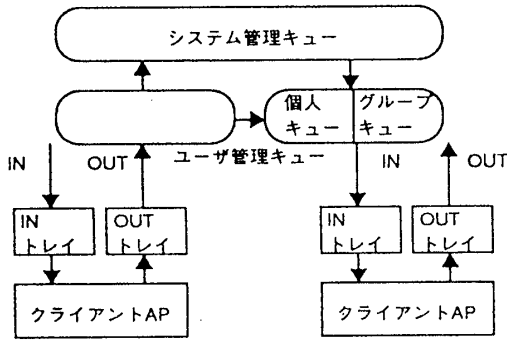 システム管理キュー
個人
キュー
グループ
キュー
ユーザ管理キュー
IN
OUT
IN
OUT
IN
トレイ
OUT
トレイ
IN
トレイ
OUT
トレイ
クライアントAP
クライアントAP